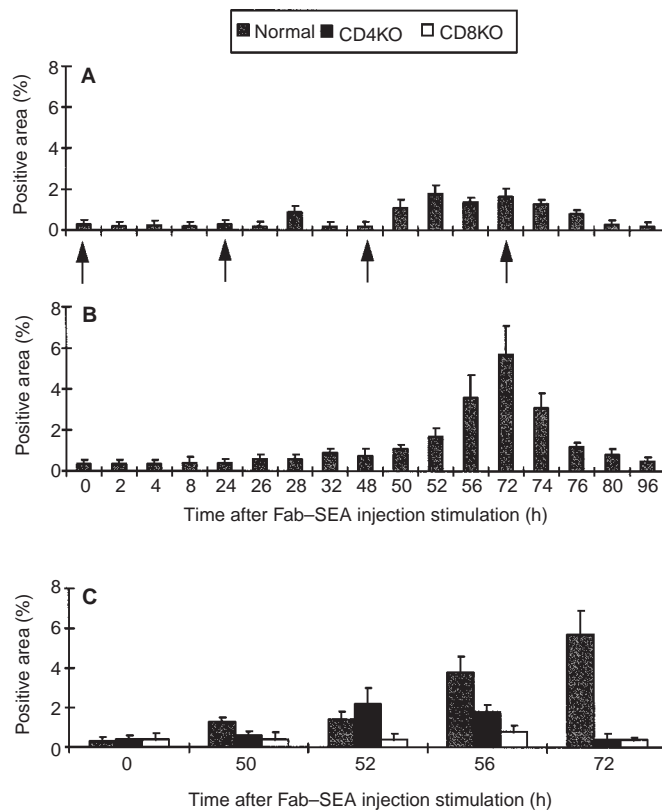 Normal CD4KO CD8KO
A
Positive area (%)
8
6
4
2
0
B
Positive area (%)
8
6
4
2
0
0 2 4 8 24 26 28 32 48 50 52 56 72 74 76 80 96
Time after Fab–SEA injection stimulation (h)
C
Positive area (%)
8
6
4
2
0
0 50 52 56 72
Time after Fab–SEA injection stimulation (h)